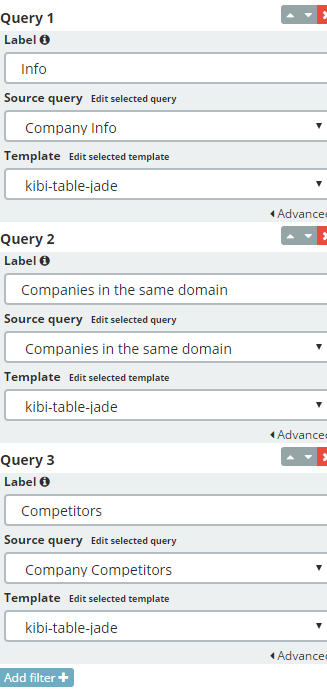 Query 1
Label
Info
Source query Edit selected query
Company Info
Template Edit selected template
kibi-table-jade
Advanced
Query 2
Label
Companies in the same domain
Source query Edit selected query
Companies in the same domain
Template Edit selected template
kibi-table-jade
Advanced
Query 3
Label
Competitors
Source query Edit selected query
Company Competitors
Template Edit selected template
kibi-table-jade
Advanced
Add filter